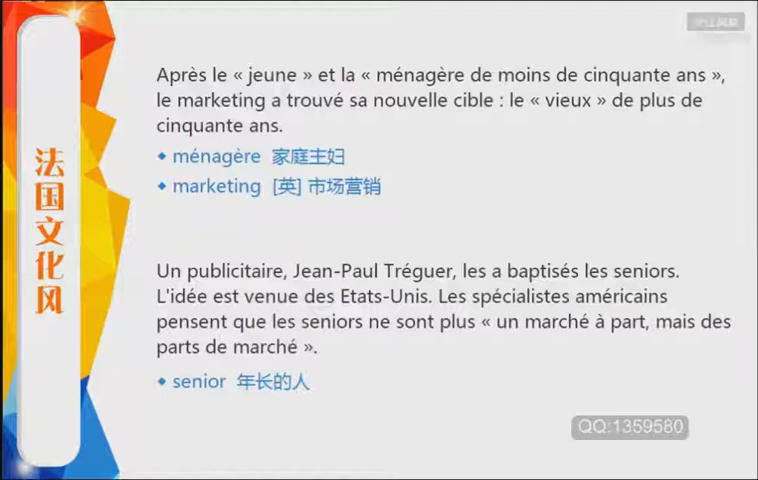 法国文化风
Après le « jeune » et la « ménagère de moins de cinquante ans »,
le marketing a trouvé sa nouvelle cible : le « vieux » de plus de
cinquante ans.
◆ ménagère 家庭主妇
◆ marketing [英] 市场营销
Un publicitaire, Jean-Paul Tréguer, les a baptisés les seniors.
L'idée est venue des Etats-Unis. Les spécialistes américains
pensent que les seniors ne sont plus « un marché à part, mais des
parts de marché ».
◆ senior 年长的人
QQ:1359580